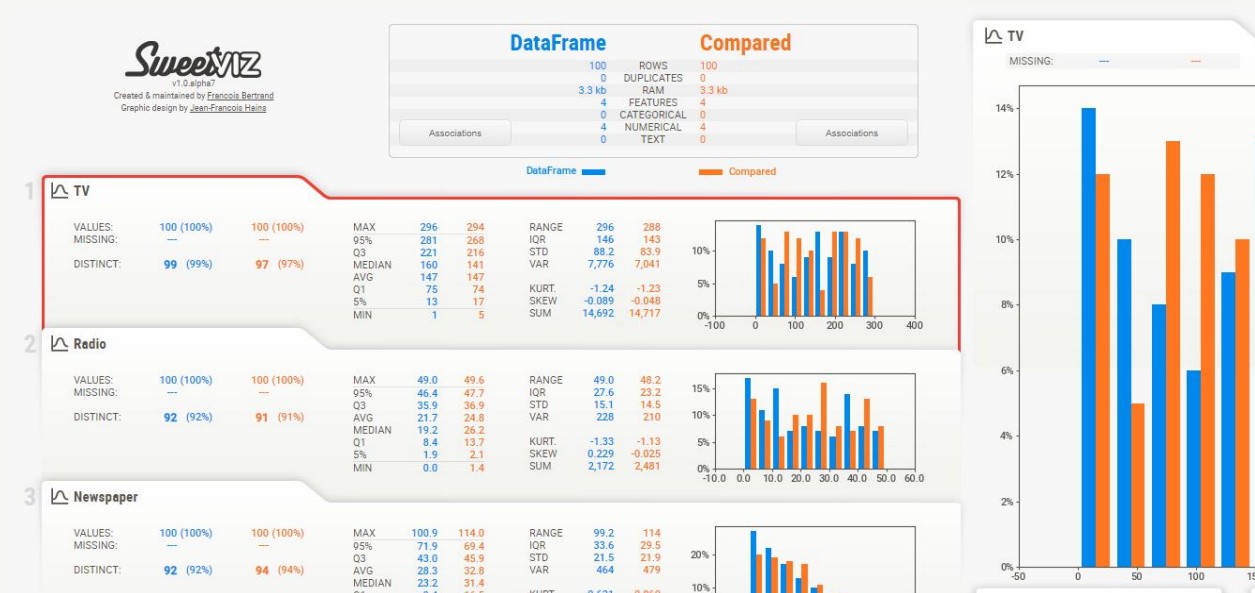 SweetVIZ
v1.0.alpha7
Created & maintained by Francois Bertrand
Graphic design by Jean-Francois Hains
DataFrame Compared
100 ROWS 100
0 DUPLICATES 0
3.3 kb RAM 3.3 kb
4 FEATURES 4
0 CATEGORICAL 0
4 NUMERICAL 4
0 TEXT 0
Associations Associations
DataFrame Compared
1 TV
VALUES: 100 (100%) 100 (100%)
MISSING: --- ---
DISTINCT: 99 (99%) 97 (97%)
MAX 296 294
95% 281 268
Q3 221 216
MEDIAN 160 141
AVG 147 147
Q1 75 74
5% 13 17
MIN 1 5
RANGE 296 288
IQR 146 143
STD 88.2 83.9
VAR 7,776 7,041
KURT. -1.24 -1.23
SKEW -0.089 -0.048
SUM 14,692 14,717
10%
5%
0%
-100 0 100 200 300 400
2 Radio
VALUES: 100 (100%) 100 (100%)
MISSING: --- ---
DISTINCT: 92 (92%) 91 (91%)
MAX 49.0 49.6
95% 46.4 47.7
Q3 35.9 36.9
AVG 21.7 24.8
MEDIAN 19.2 26.2
Q1 8.4 13.7
5% 1.9 2.1
MIN 0.0 1.4
RANGE 49.0 48.2
IQR 27.6 23.2
STD 15.1 14.5
VAR 228 210
KURT. -1.33 -1.13
SKEW 0.229 -0.025
SUM 2,172 2,481
15%
10%
5%
0%
-10.0 0.0 10.0 20.0 30.0 40.0 50.0 60.0
3 Newspaper
VALUES: 100 (100%) 100 (100%)
MISSING: --- ---
DISTINCT: 92 (92%) 94 (94%)
MAX 100.9 114.0
95% 71.9 69.4
Q3 43.0 45.9
AVG 28.3 32.8
MEDIAN 23.2 31.4
RANGE 99.2 114
IQR 33.6 29.5
STD 21.5 21.9
VAR 464 479
20%
10%
TV
MISSING: --- ---
14%
12%
10%
8%
6%
4%
2%
0%
-50 0 50 100